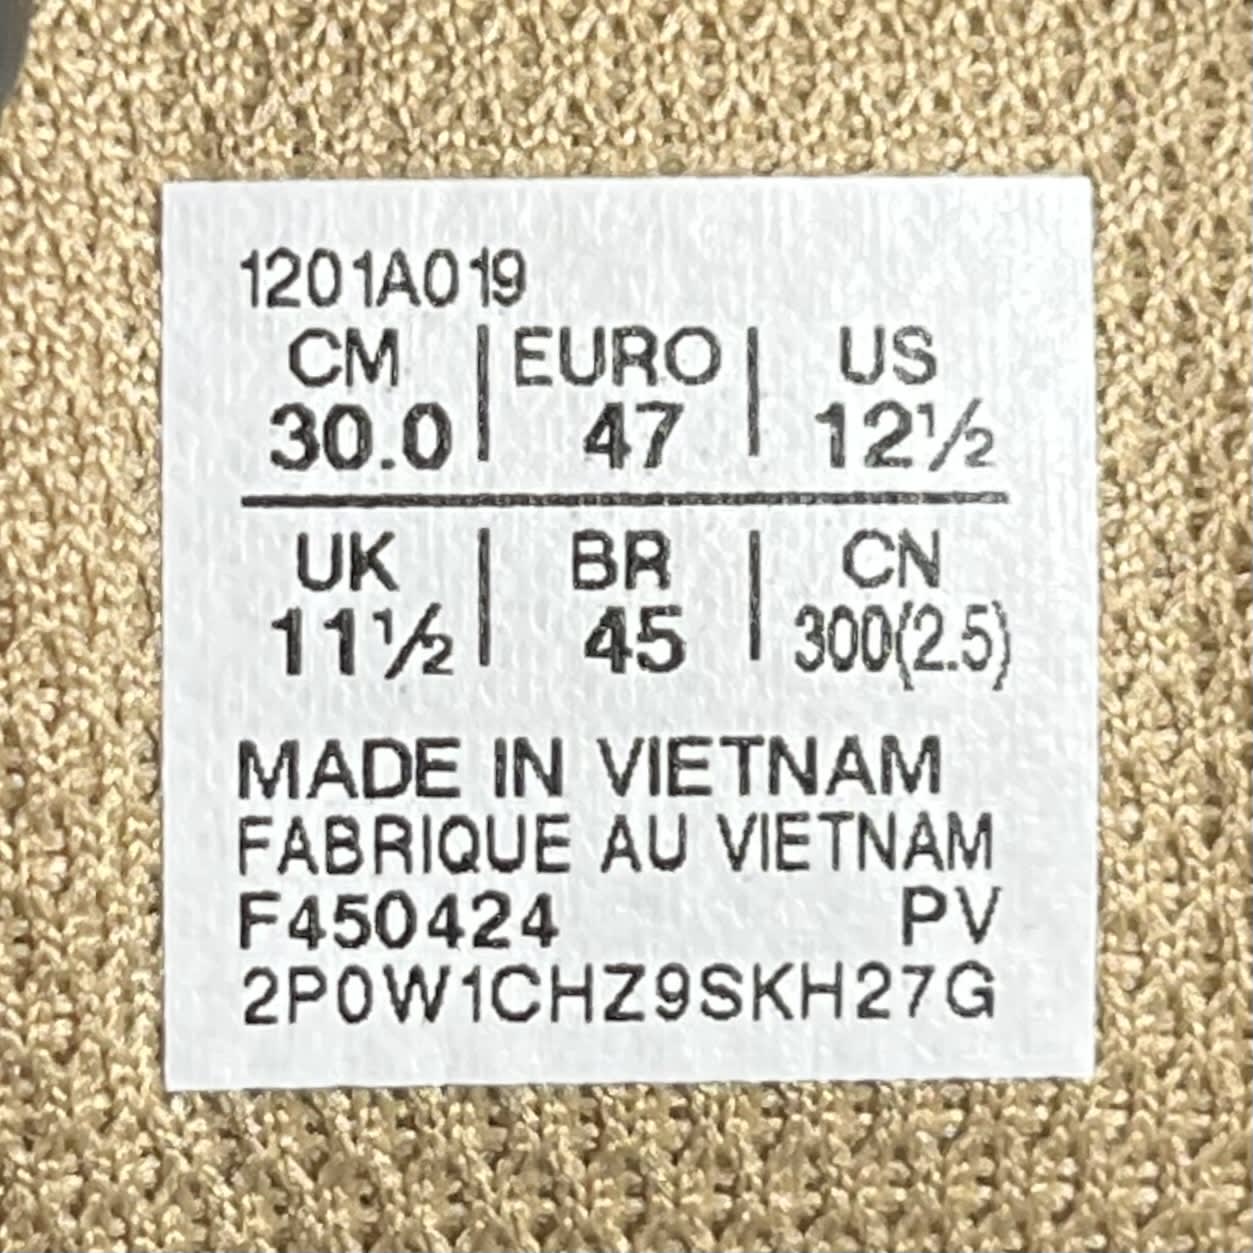 1201A019
CM | EURO | US
30.0 47 12½
UK | BR | CN
11½ 45 300(2.5)
MADE IN VIETNAM
FABRIQUE AU VIETNAM
F450424 PV
2P0W1CHZ9SKH27G